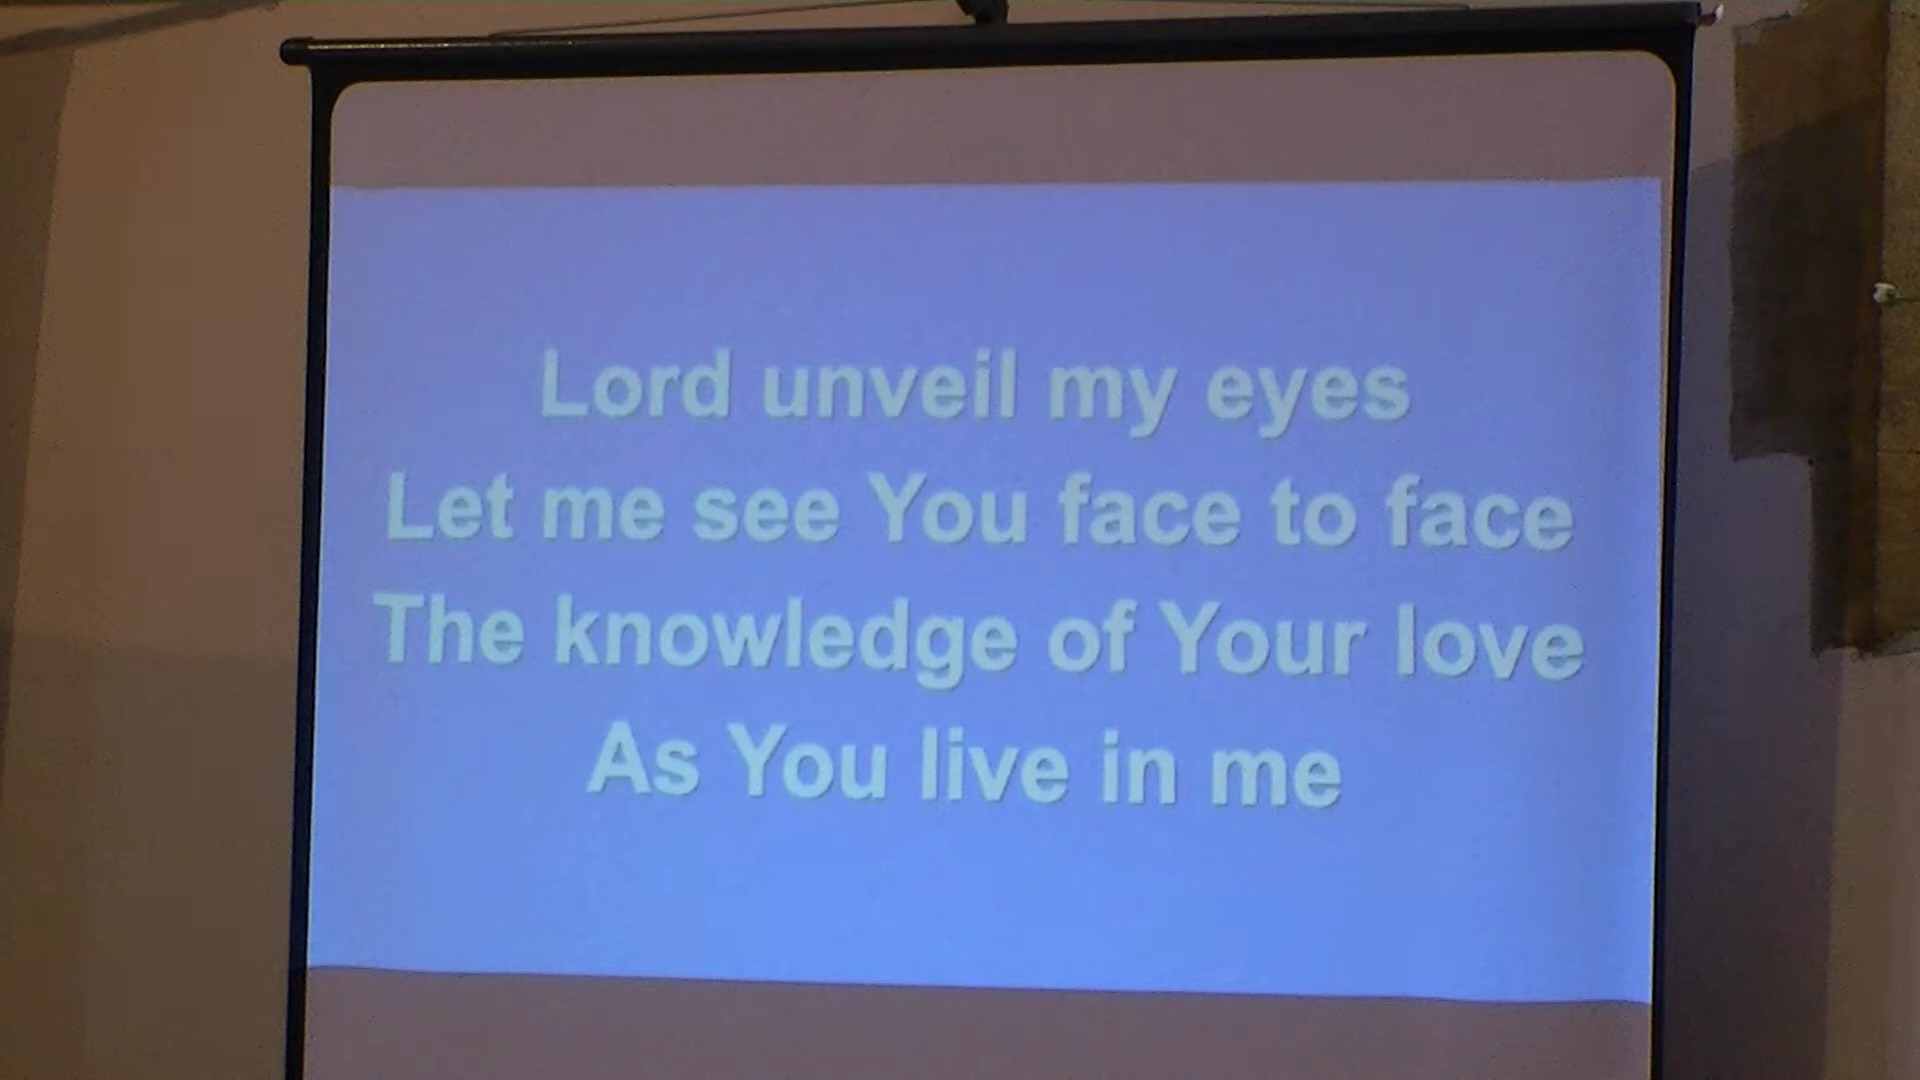 Lord unveil my eyes
Let me see You face to face
The knowledge of Your love
As You live in me